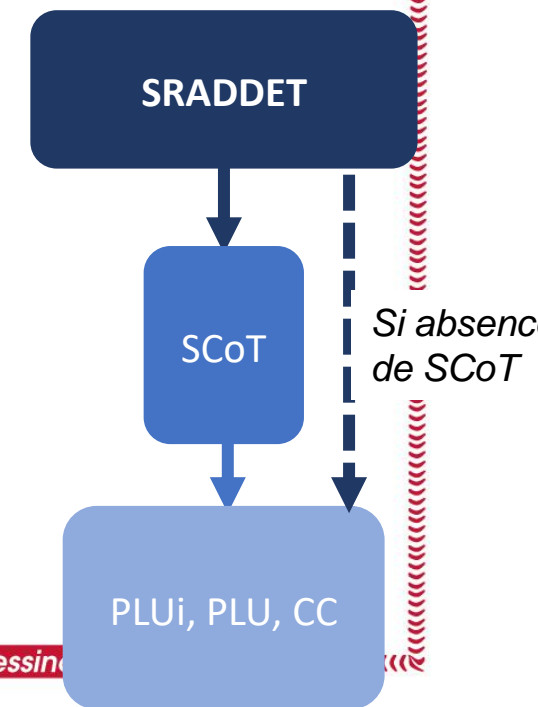 SRADDET
SCoT
Si absence
de SCoT
PLUi, PLU, CC